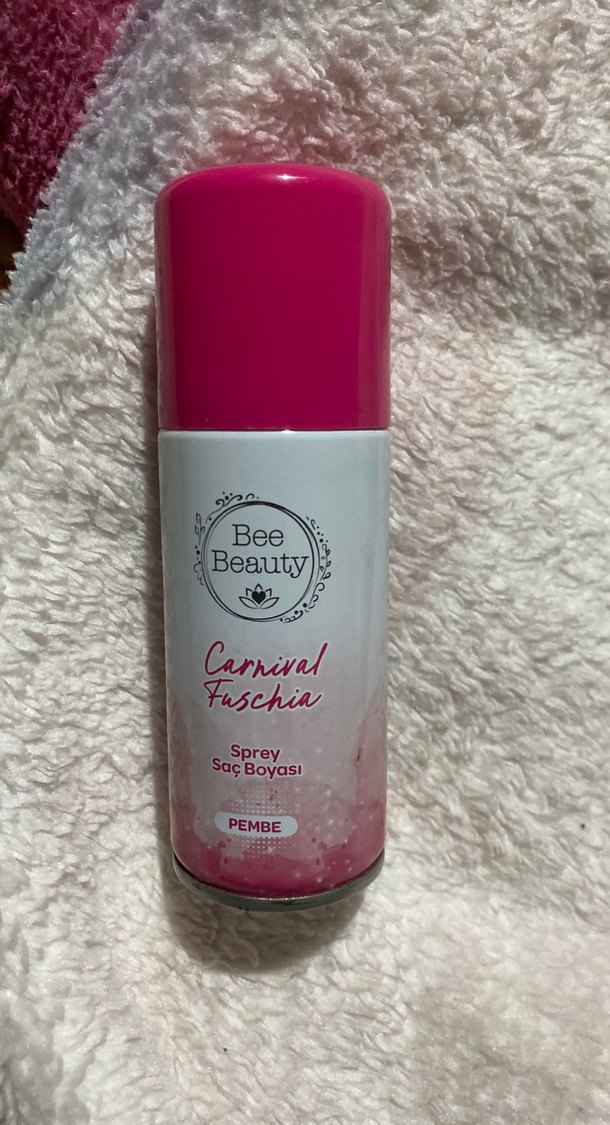 Bee
Beauty
Carnival
Fuschia
Sprey
Saç Boyası
PEMBE